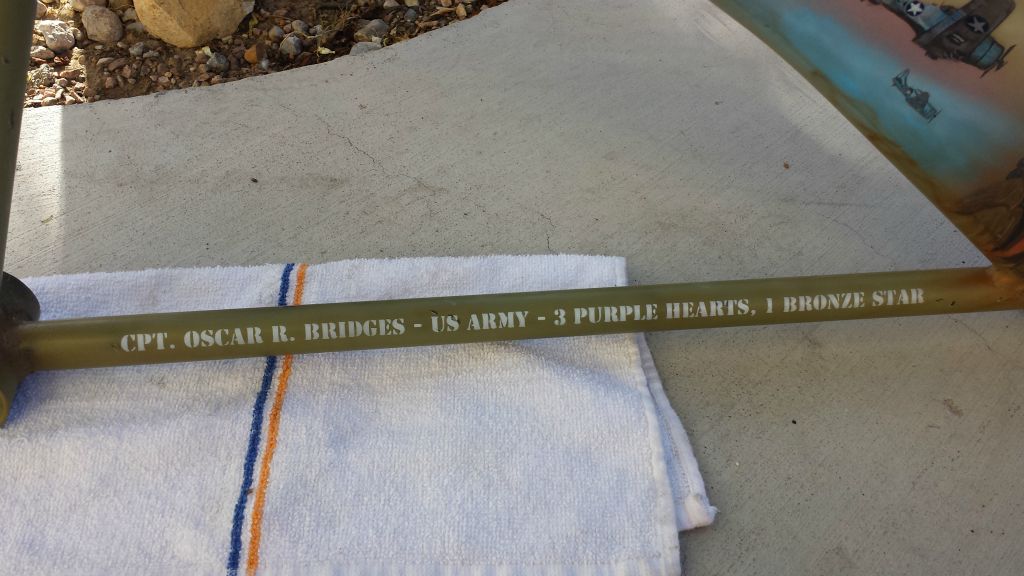 CPT. OSCAR R. BRIDGES - US ARMY - 3 PURPLE HEARTS, 1 BRONZE STAR